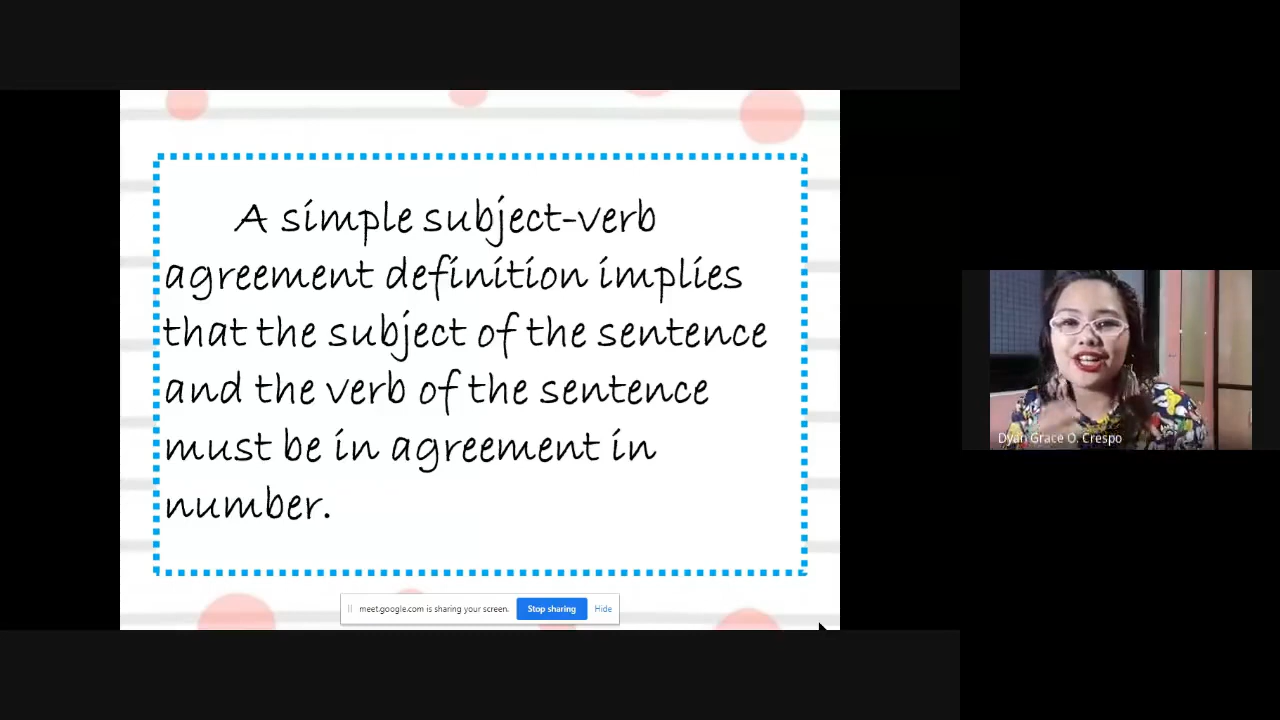 A simple subject-verb
agreement definition implies
that the subject of the sentence
and the verb of the sentence
must be in agreement in
number.
meet.google.com is sharing your screen. Stop sharing Hide
Dyan Grace O. Crespo